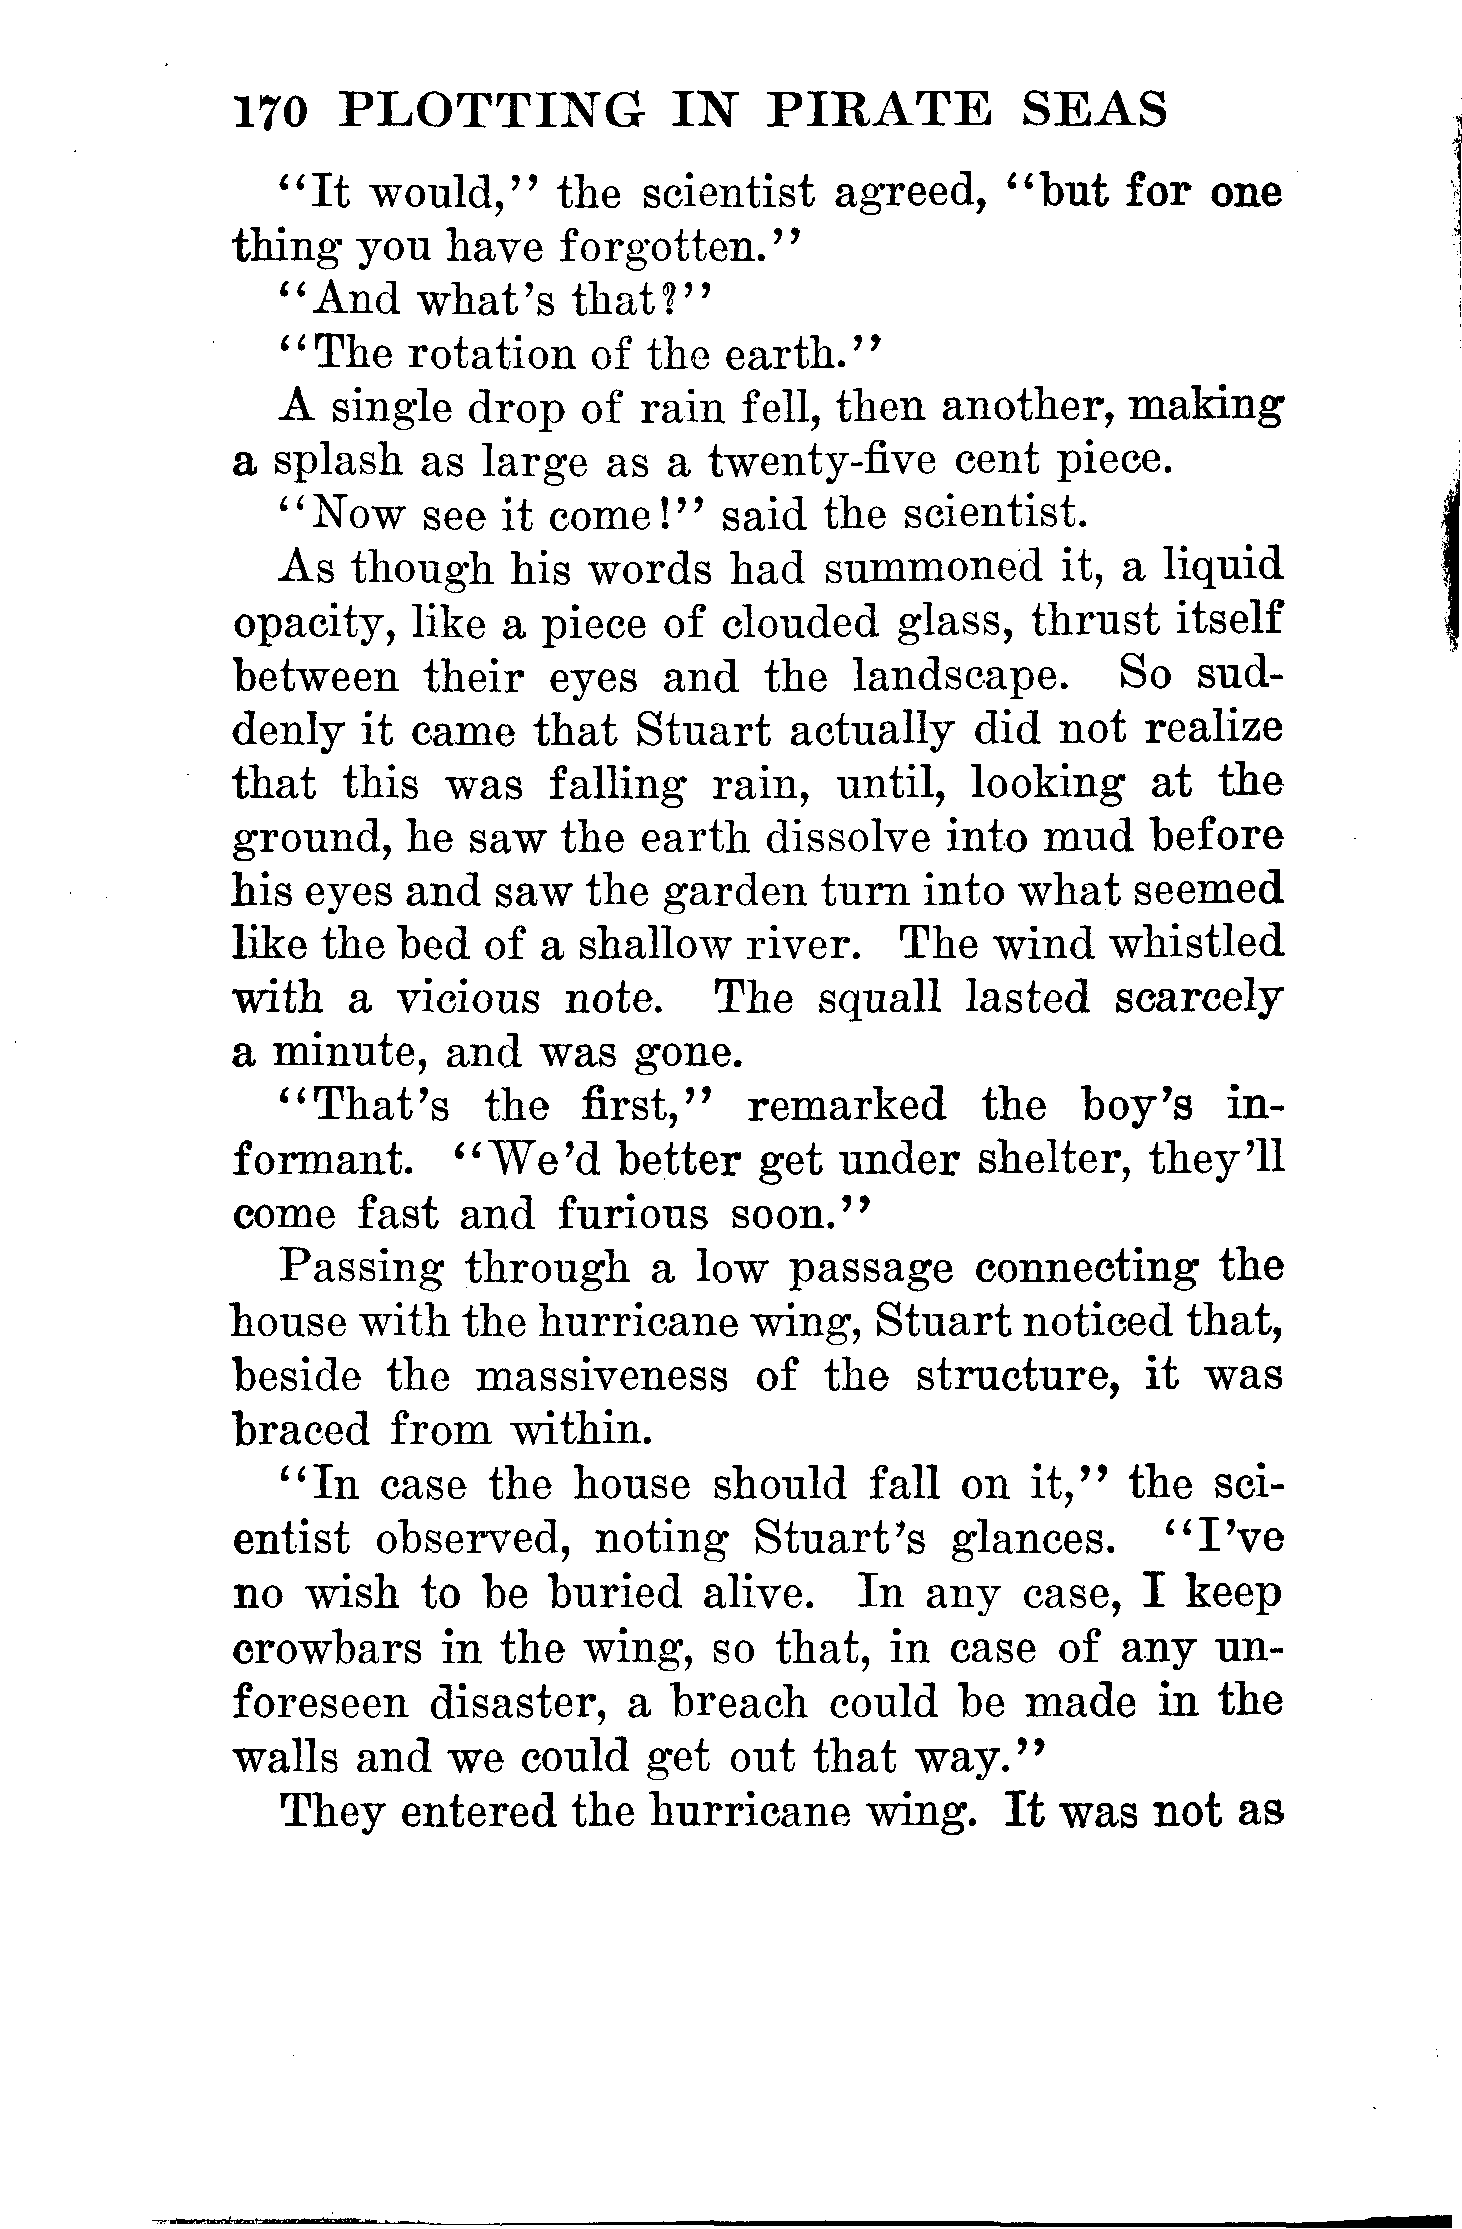 170 PLOTTING IN PIRATE SEAS
"It would," the scientist agreed, "but for one
thing you have forgotten."
"And what's that?"
"The rotation of the earth."
A single drop of rain fell, then another, making
a splash as large as a twenty-five cent piece.
"Now see it come!" said the scientist.
As though his words had summoned it, a liquid
opacity, like a piece of clouded glass, thrust itself
between their eyes and the landscape. So sud-
denly it came that Stuart actually did not realize
that this was falling rain, until, looking at the
ground, he saw the earth dissolve into mud before
his eyes and saw the garden turn into what seemed
like the bed of a shallow river. The wind whistled
with a vicious note. The squall lasted scarcely
a minute, and was gone.
"That's the first," remarked the boy's in-
formant. "We'd better get under shelter, they'll
come fast and furious soon."
Passing through a low passage connecting the
house with the hurricane wing, Stuart noticed that,
beside the massiveness of the structure, it was
braced from within.
"In case the house should fall on it," the sci-
entist observed, noting Stuart's glances. "I've
no wish to be buried alive. In any case, I keep
crowbars in the wing, so that, in case of any un-
foreseen disaster, a breach could be made in the
walls and we could get out that way."
They entered the hurricane wing. It was not as